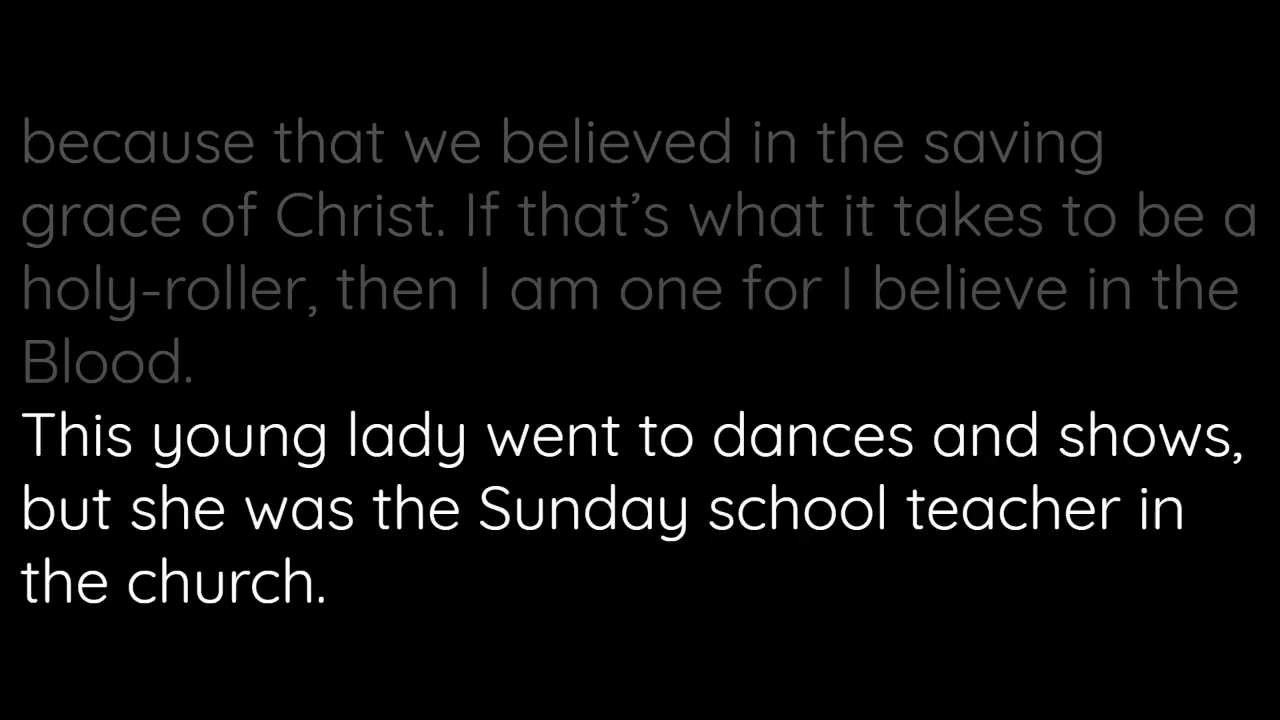 because that we believed in the saving
grace of Christ. If that’s what it takes to be a
holy-roller, then I am one for I believe in the
Blood.
This young lady went to dances and shows,
but she was the Sunday school teacher in
the church.